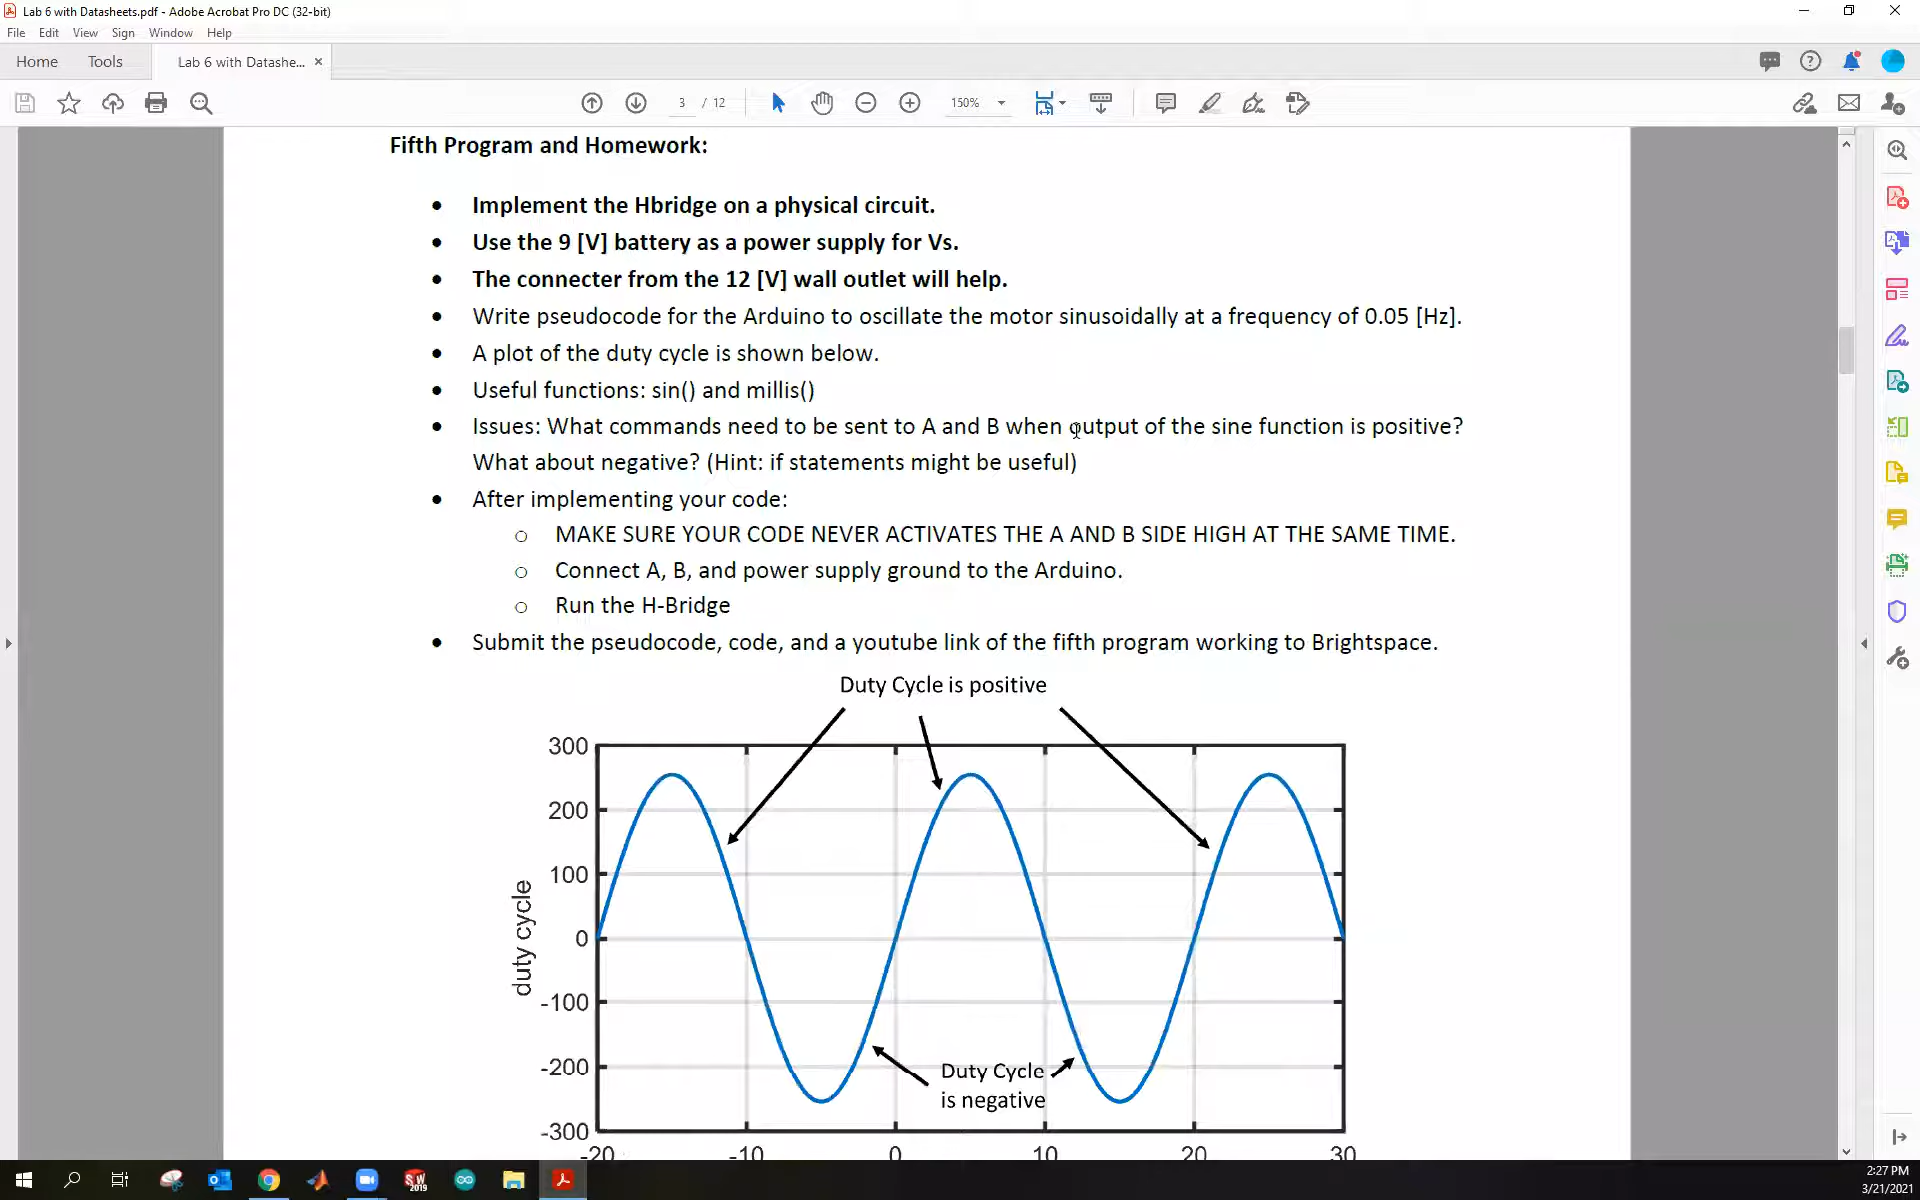 Lab 6 with Datasheets.pdf - Adobe Acrobat Pro DC (32-bit)
File Edit View Sign Window Help
Home Tools Lab 6 with Datashe... ×
3 / 12 150%
Fifth Program and Homework:
• Implement the Hbridge on a physical circuit.
• Use the 9 [V] battery as a power supply for Vs.
• The connecter from the 12 [V] wall outlet will help.
• Write pseudocode for the Arduino to oscillate the motor sinusoidally at a frequency of 0.05 [Hz].
• A plot of the duty cycle is shown below.
• Useful functions: sin() and millis()
• Issues: What commands need to be sent to A and B when output of the sine function is positive?
What about negative? (Hint: if statements might be useful)
• After implementing your code:
o MAKE SURE YOUR CODE NEVER ACTIVATES THE A AND B SIDE HIGH AT THE SAME TIME.
o Connect A, B, and power supply ground to the Arduino.
o Run the H-Bridge
• Submit the pseudocode, code, and a youtube link of the fifth program working to Brightspace.
Duty Cycle is positive
300
200
100
duty cycle
0
-100
-200
Duty Cycle
is negative
-300
-20 -10 0 10 20 30
SW
2019
2:27 PM
3/21/2021